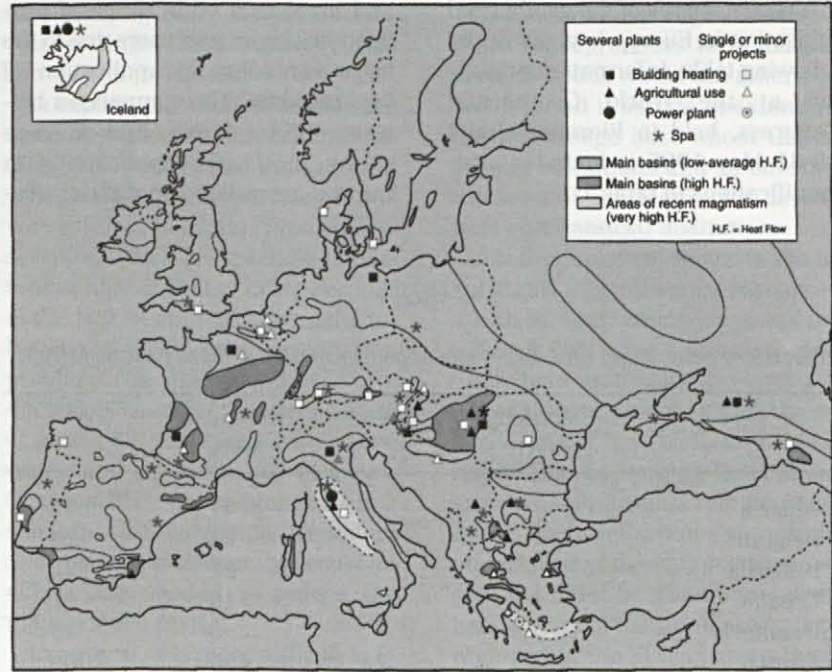 Iceland
Several plants Single or minor
Building heating
Agricultural use
Power plant
Spa
Main basins (low-average H.F.)
Main basins (high H.F.)
Areas of recent magmatism
(very high H.F.)
H.F. = Heat Flow